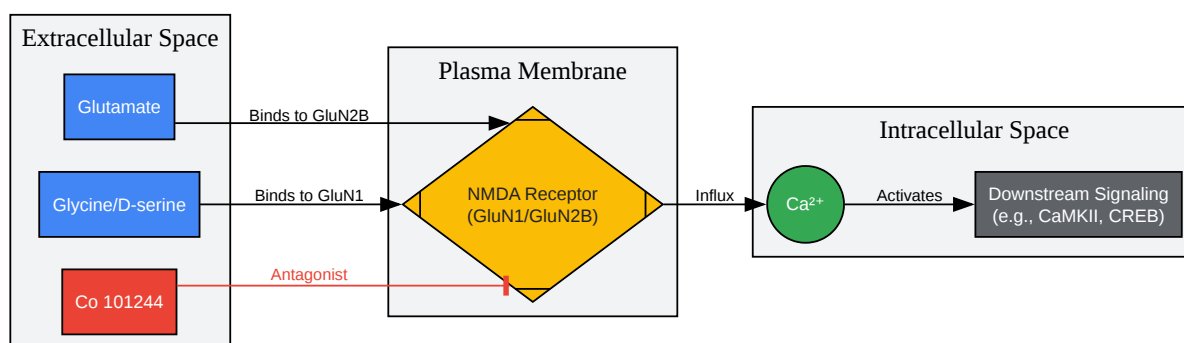 Extracellular Space
Glutamate
Glycine/D-serine
Co 101244
Binds to GluN2B
Binds to GluN1
Antagonist
Plasma Membrane
NMDA Receptor
(GluN1/GluN2B)
Influx
Intracellular Space
Ca²⁺
Activates
Downstream Signaling
(e.g., CaMKII, CREB)